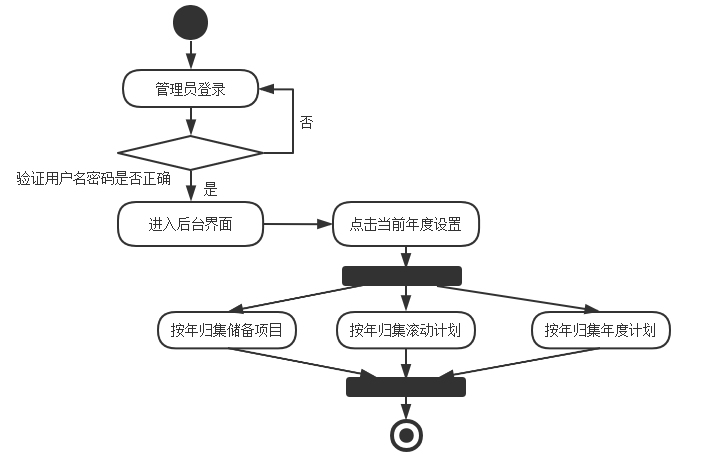 管理员登录
否
验证用户名密码是否正确
是
进入后台界面
点击当前年度设置
按年归集储备项目
按年归集滚动计划
按年归集年度计划